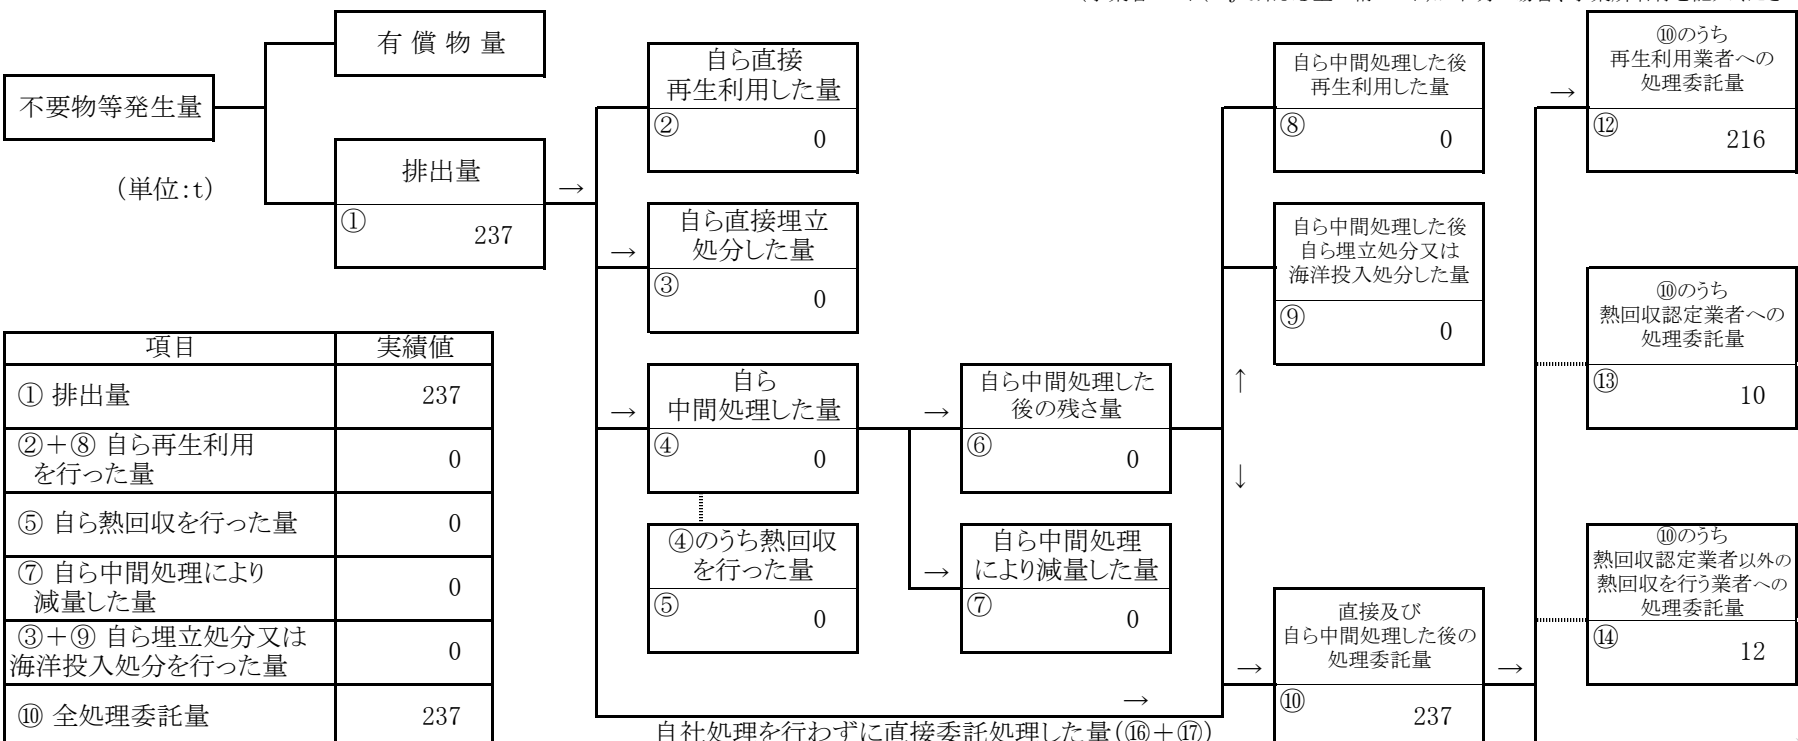 有 償 物 量
不要物等発生量
(単位:t)
排出量
→
①
237
自ら直接
再生利用した量
②
0
→
自ら直接埋立
処分した量
③
0
→
自ら
中間処理した量
④
0
④のうち熱回収
を行った量
⑤
0
→
自ら中間処理した
後の残さ量
⑥
0
→
自ら中間処理
により減量した量
⑦
0
自ら中間処理した後
再生利用した量
⑧
0
自ら中間処理した後
自ら埋立処分又は
海洋投入処分した量
⑨
0
↑
↓
→
直接及び
自ら中間処理した後の
処理委託量
⑩
237
→
→
⑩のうち
再生利用業者への
処理委託量
⑫
216
⑩のうち
熱回収認定業者への
処理委託量
⑬
10
⑩のうち
熱回収認定業者以外の
熱回収を行う業者への
処理委託量
⑭
12
→
自社処理を行わずに直接委託処理した量(⑯+⑰)
項目 実績値
① 排出量 237
②+⑧ 自ら再生利用
を行った量 0
⑤ 自ら熱回収を行った量 0
⑦ 自ら中間処理により
減量した量 0
③+⑨ 自ら埋立処分又は
海洋投入処分を行った量 0
⑩ 全処理委託量 237